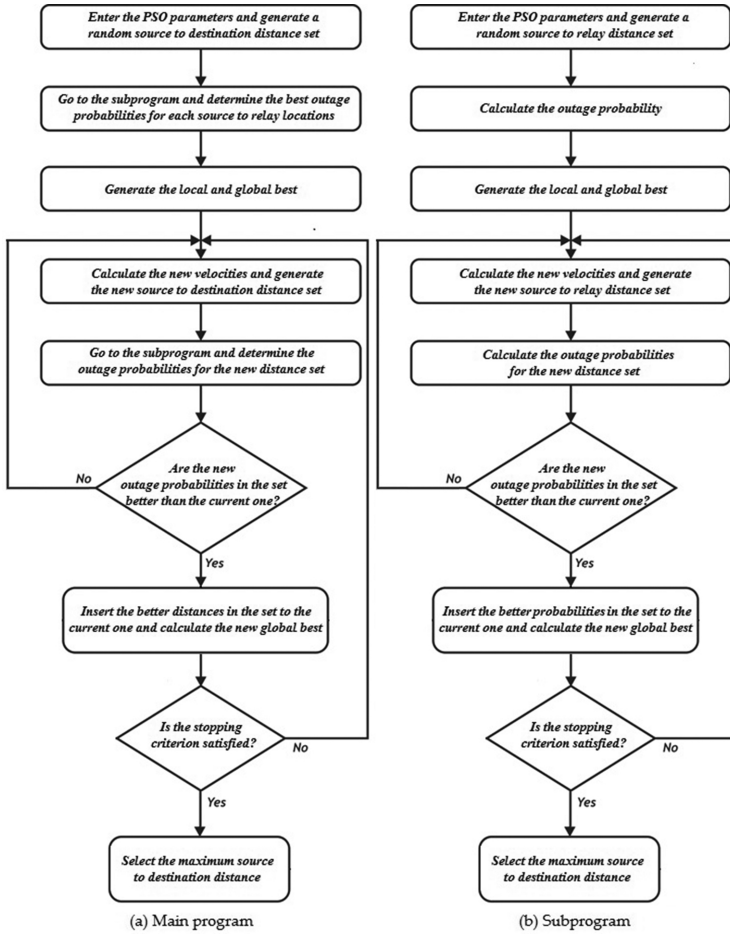 Enter the PSO parameters and generate a
random source to destination distance set
Go to the subprogram and determine the best outage
probabilities for each source to relay locations
Generate the local and global best
Calculate the new velocities and generate
the new source to destination distance set
Go to the subprogram and determine the
outage probabilities for the new distance set
Are the new
outage probabilities in the set
better than the current one?
No
Yes
Insert the better distances in the set to the
current one and calculate the new global best
Is the stopping
criterion satisfied?
No
Yes
Select the maximum source
to destination distance
(a) Main program
Enter the PSO parameters and generate a
random source to relay distance set
Calculate the outage probability
Generate the local and global best
Calculate the new velocities and generate
the new source to relay distance set
Calculate the outage probabilities
for the new distance set
Are the new
outage probabilities in the set
better than the current one?
No
Yes
Insert the better probabilities in the set to the
current one and calculate the new global best
Is the stopping
criterion satisfied?
No
Yes
Select the maximum source
to destination distance
(b) Subprogram